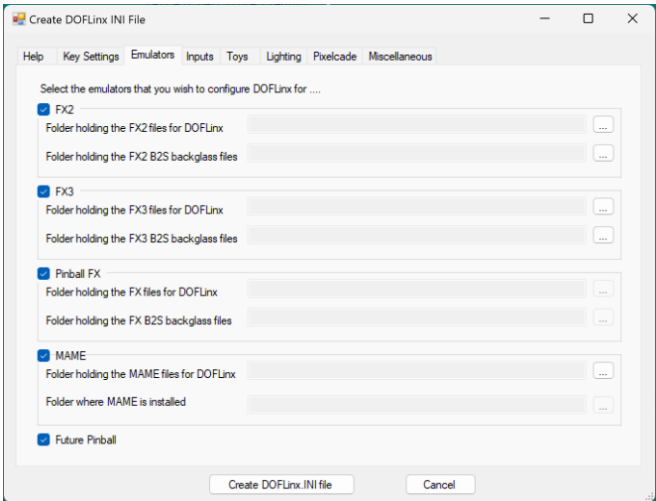 Create DOFLinx INI File
Help Key Settings Emulators Inputs Toys Lighting Pixelcade Miscellaneous
Select the emulators that you wish to configure DOFLinx for ....
FX2
Folder holding the FX2 files for DOFLinx ...
Folder holding the FX2 B2S backglass files ...
FX3
Folder holding the FX3 files for DOFLinx ...
Folder holding the FX3 B2S backglass files ...
Pinball FX
Folder holding the FX files for DOFLinx ...
Folder holding the FX B2S backglass files ...
MAME
Folder holding the MAME files for DOFLinx ...
Folder where MAME is installed ...
Future Pinball
Create DOFLinx.INI file Cancel